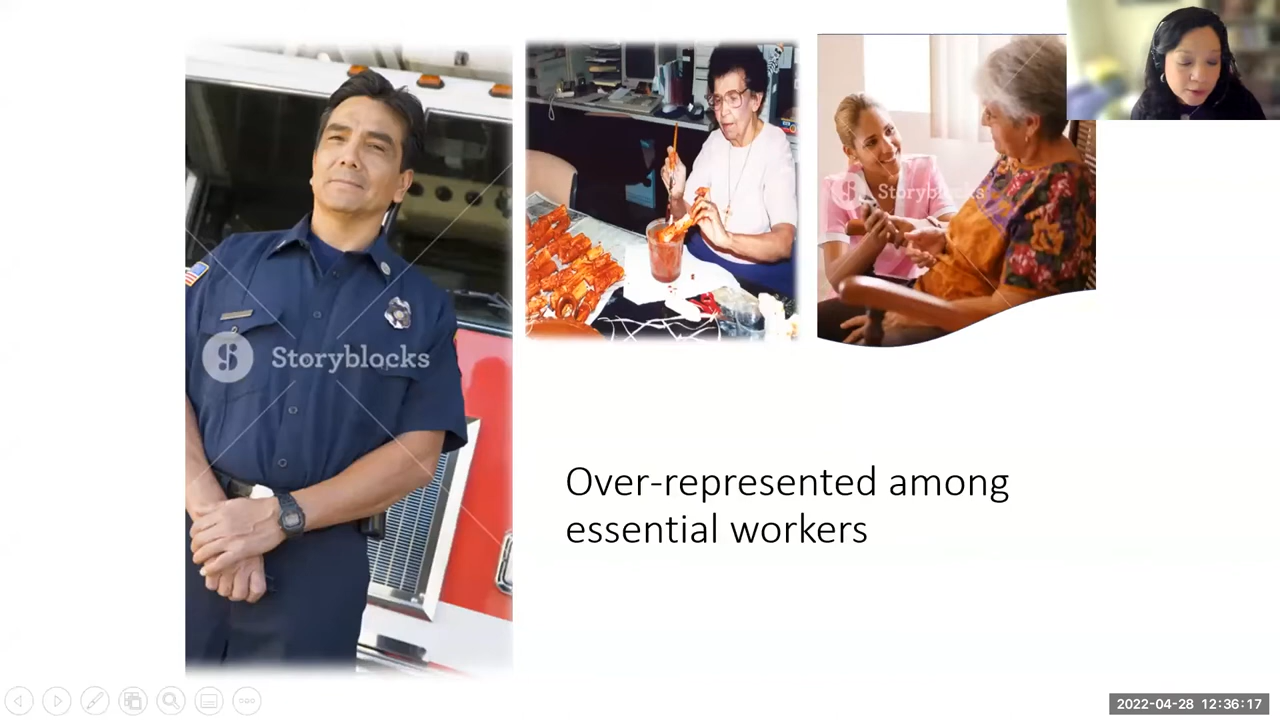 Storyblocks
Storyblocks
Over-represented among
essential workers
2022-04-28 12:36:17